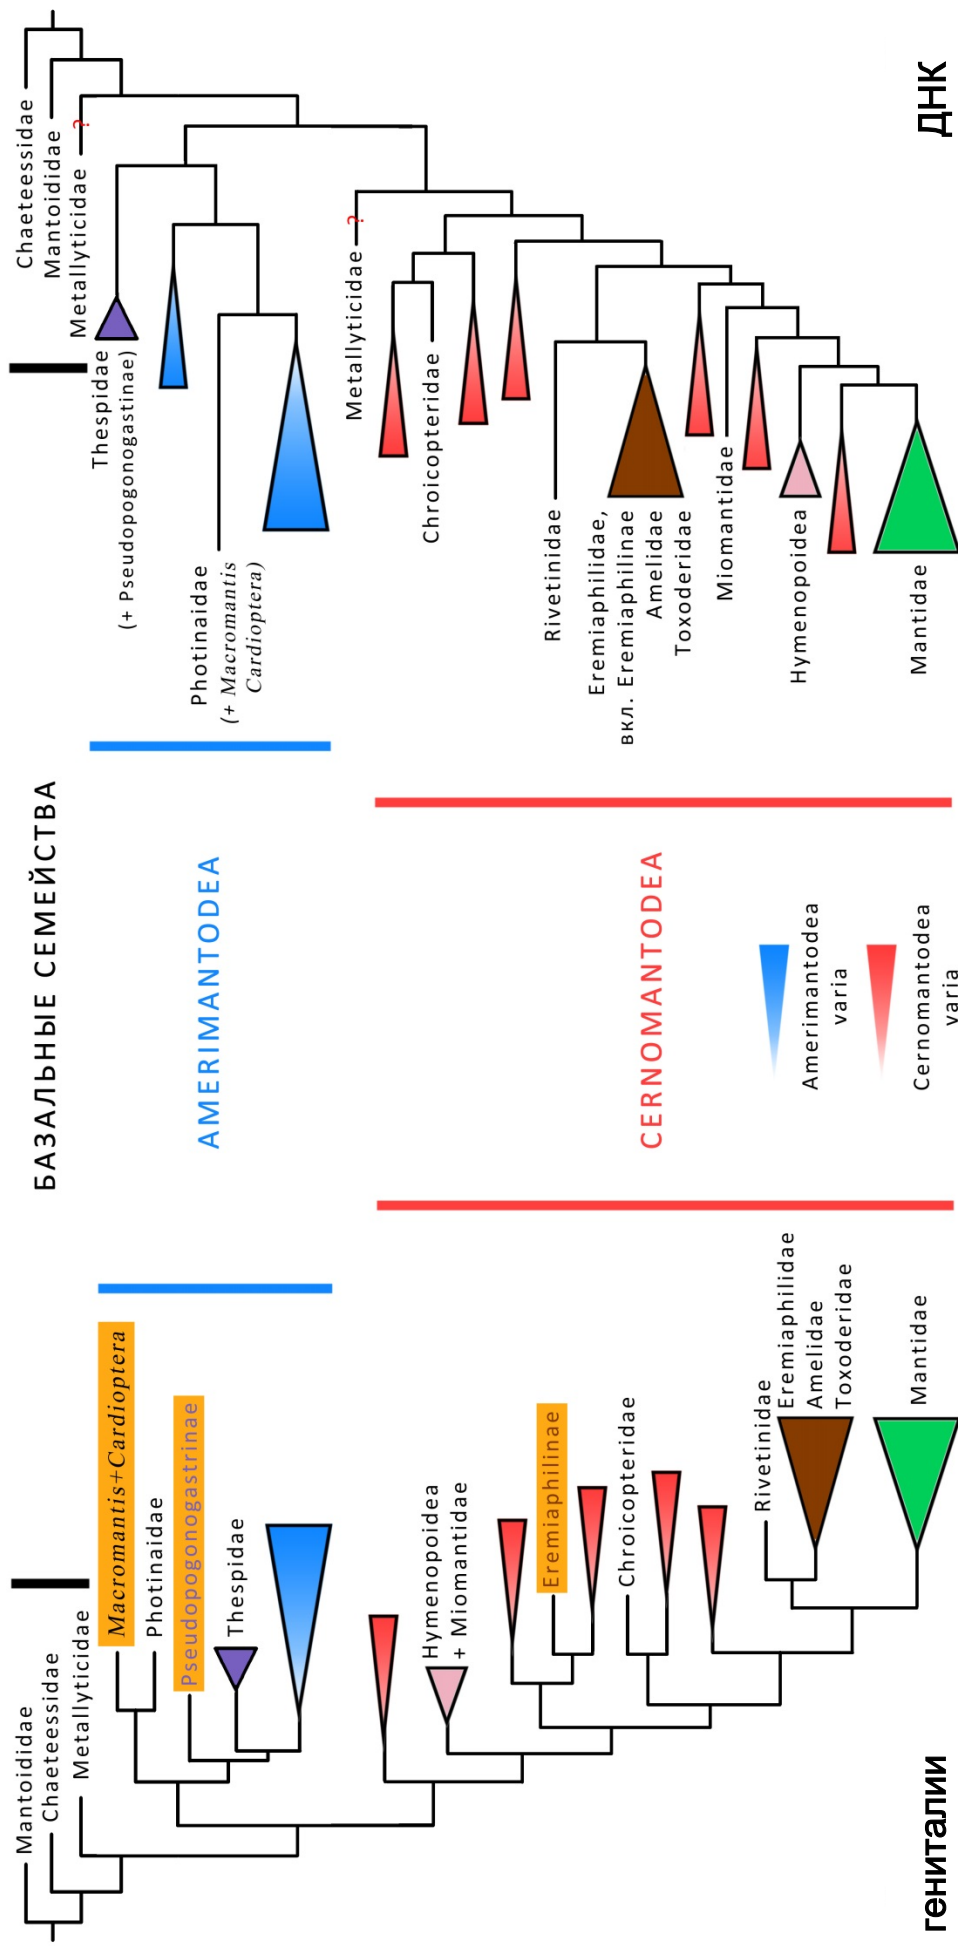 Mantoididae
Chaeteessidae
Metallyticidae
Macromantis+Cardioptera
Photinaidae
Pseudopogonogastrinae
Thespidae
Hymenopoidea
+ Miomantidae
Eremiaphilinae
Chroicopteridae
Rivetinidae
Eremiaphilidae
Amelidae
Toxoderidae
Mantidae
гениталии
БАЗАЛЬНЫЕ СЕМЕЙСТВА
AMERIMANTODEA
CERNOMANTODEA
Amerimantodea
varia
Cernomantodea
varia
Chaeteessidae
Mantoididae
Metallyticidae
?
Thespidae
(+ Pseudopogonogastinae)
Photinaidae
(+ Macromantis
Cardioptera)
Metallyticidae
?
Chroicopteridae
Rivetinidae
Eremiaphilidae,
вкл. Eremiaphilinae
Amelidae
Toxoderidae
Miomantidae
Hymenopoidea
Mantidae
ДНК